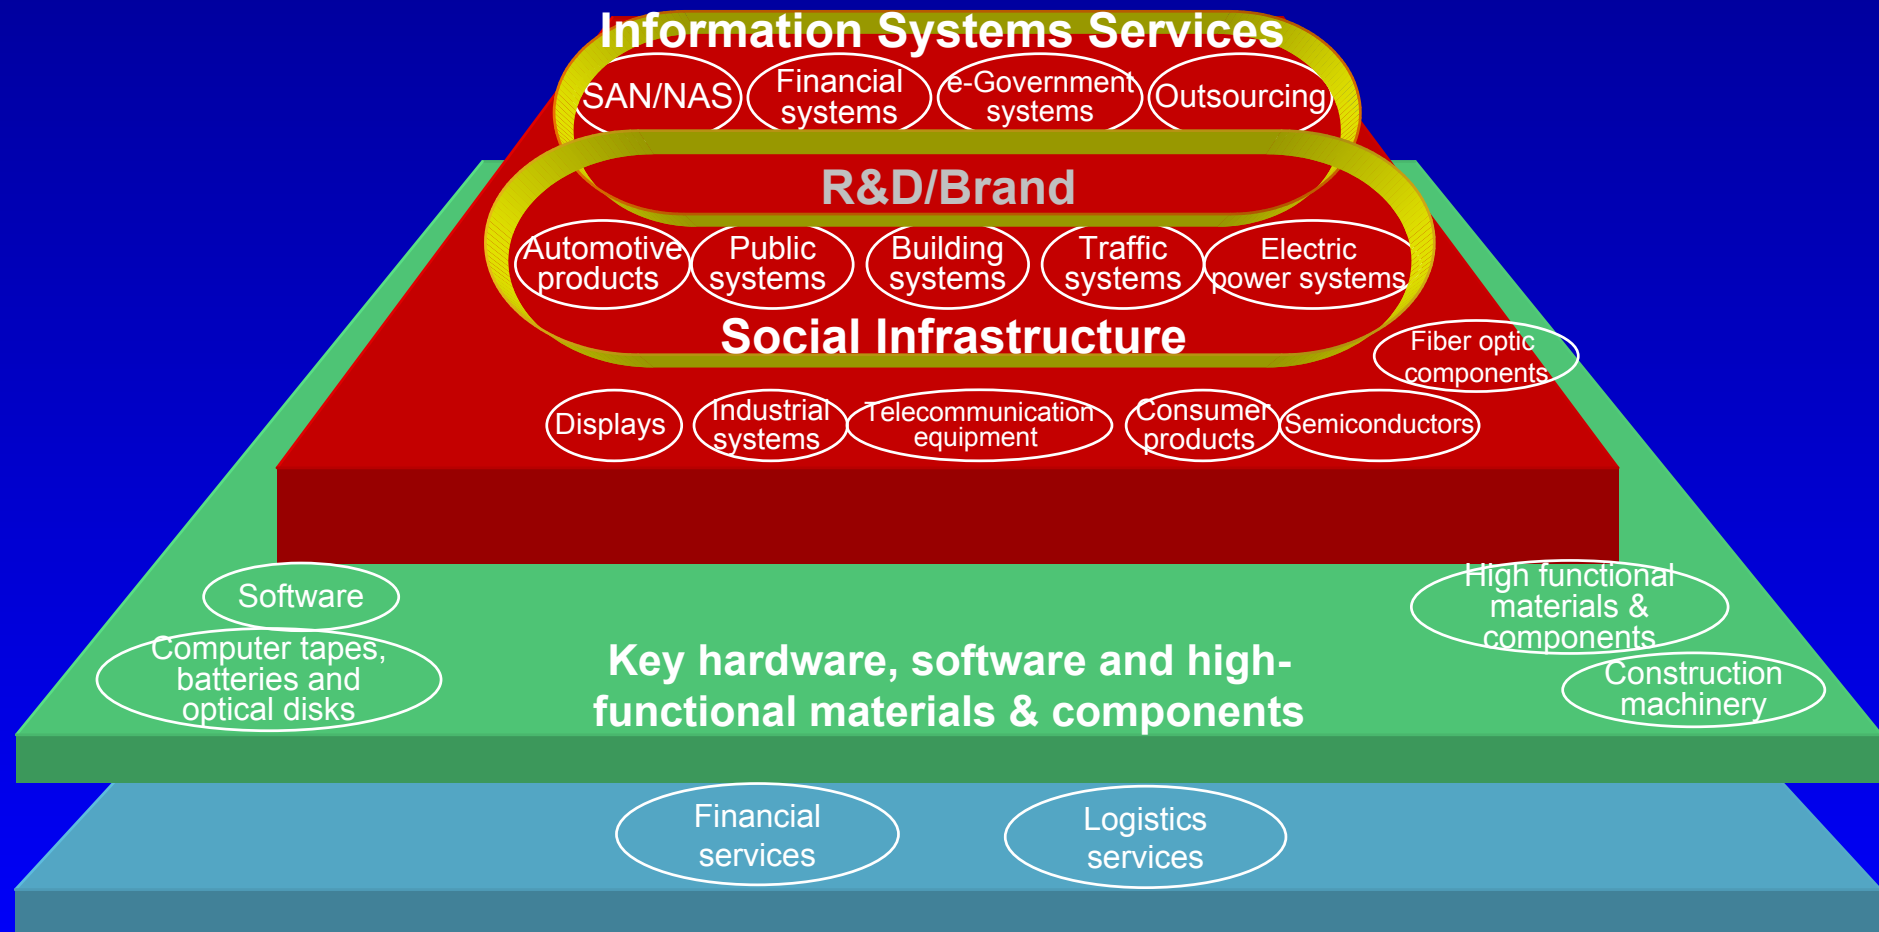 Information Systems Services
SAN/NAS
Financial
systems
e-Government
systems
Outsourcing
R&D/Brand
Automotive
products
Public
systems
Building
systems
Traffic
systems
Electric
power systems
Social Infrastructure
Fiber optic
components
Displays
Industrial
systems
Telecommunication
equipment
Consumer
products
Semiconductors
Software
High functional
materials &
components
Computer tapes,
batteries and
optical disks
Key hardware, software and high-
functional materials & components
Construction
machinery
Financial
services
Logistics
services